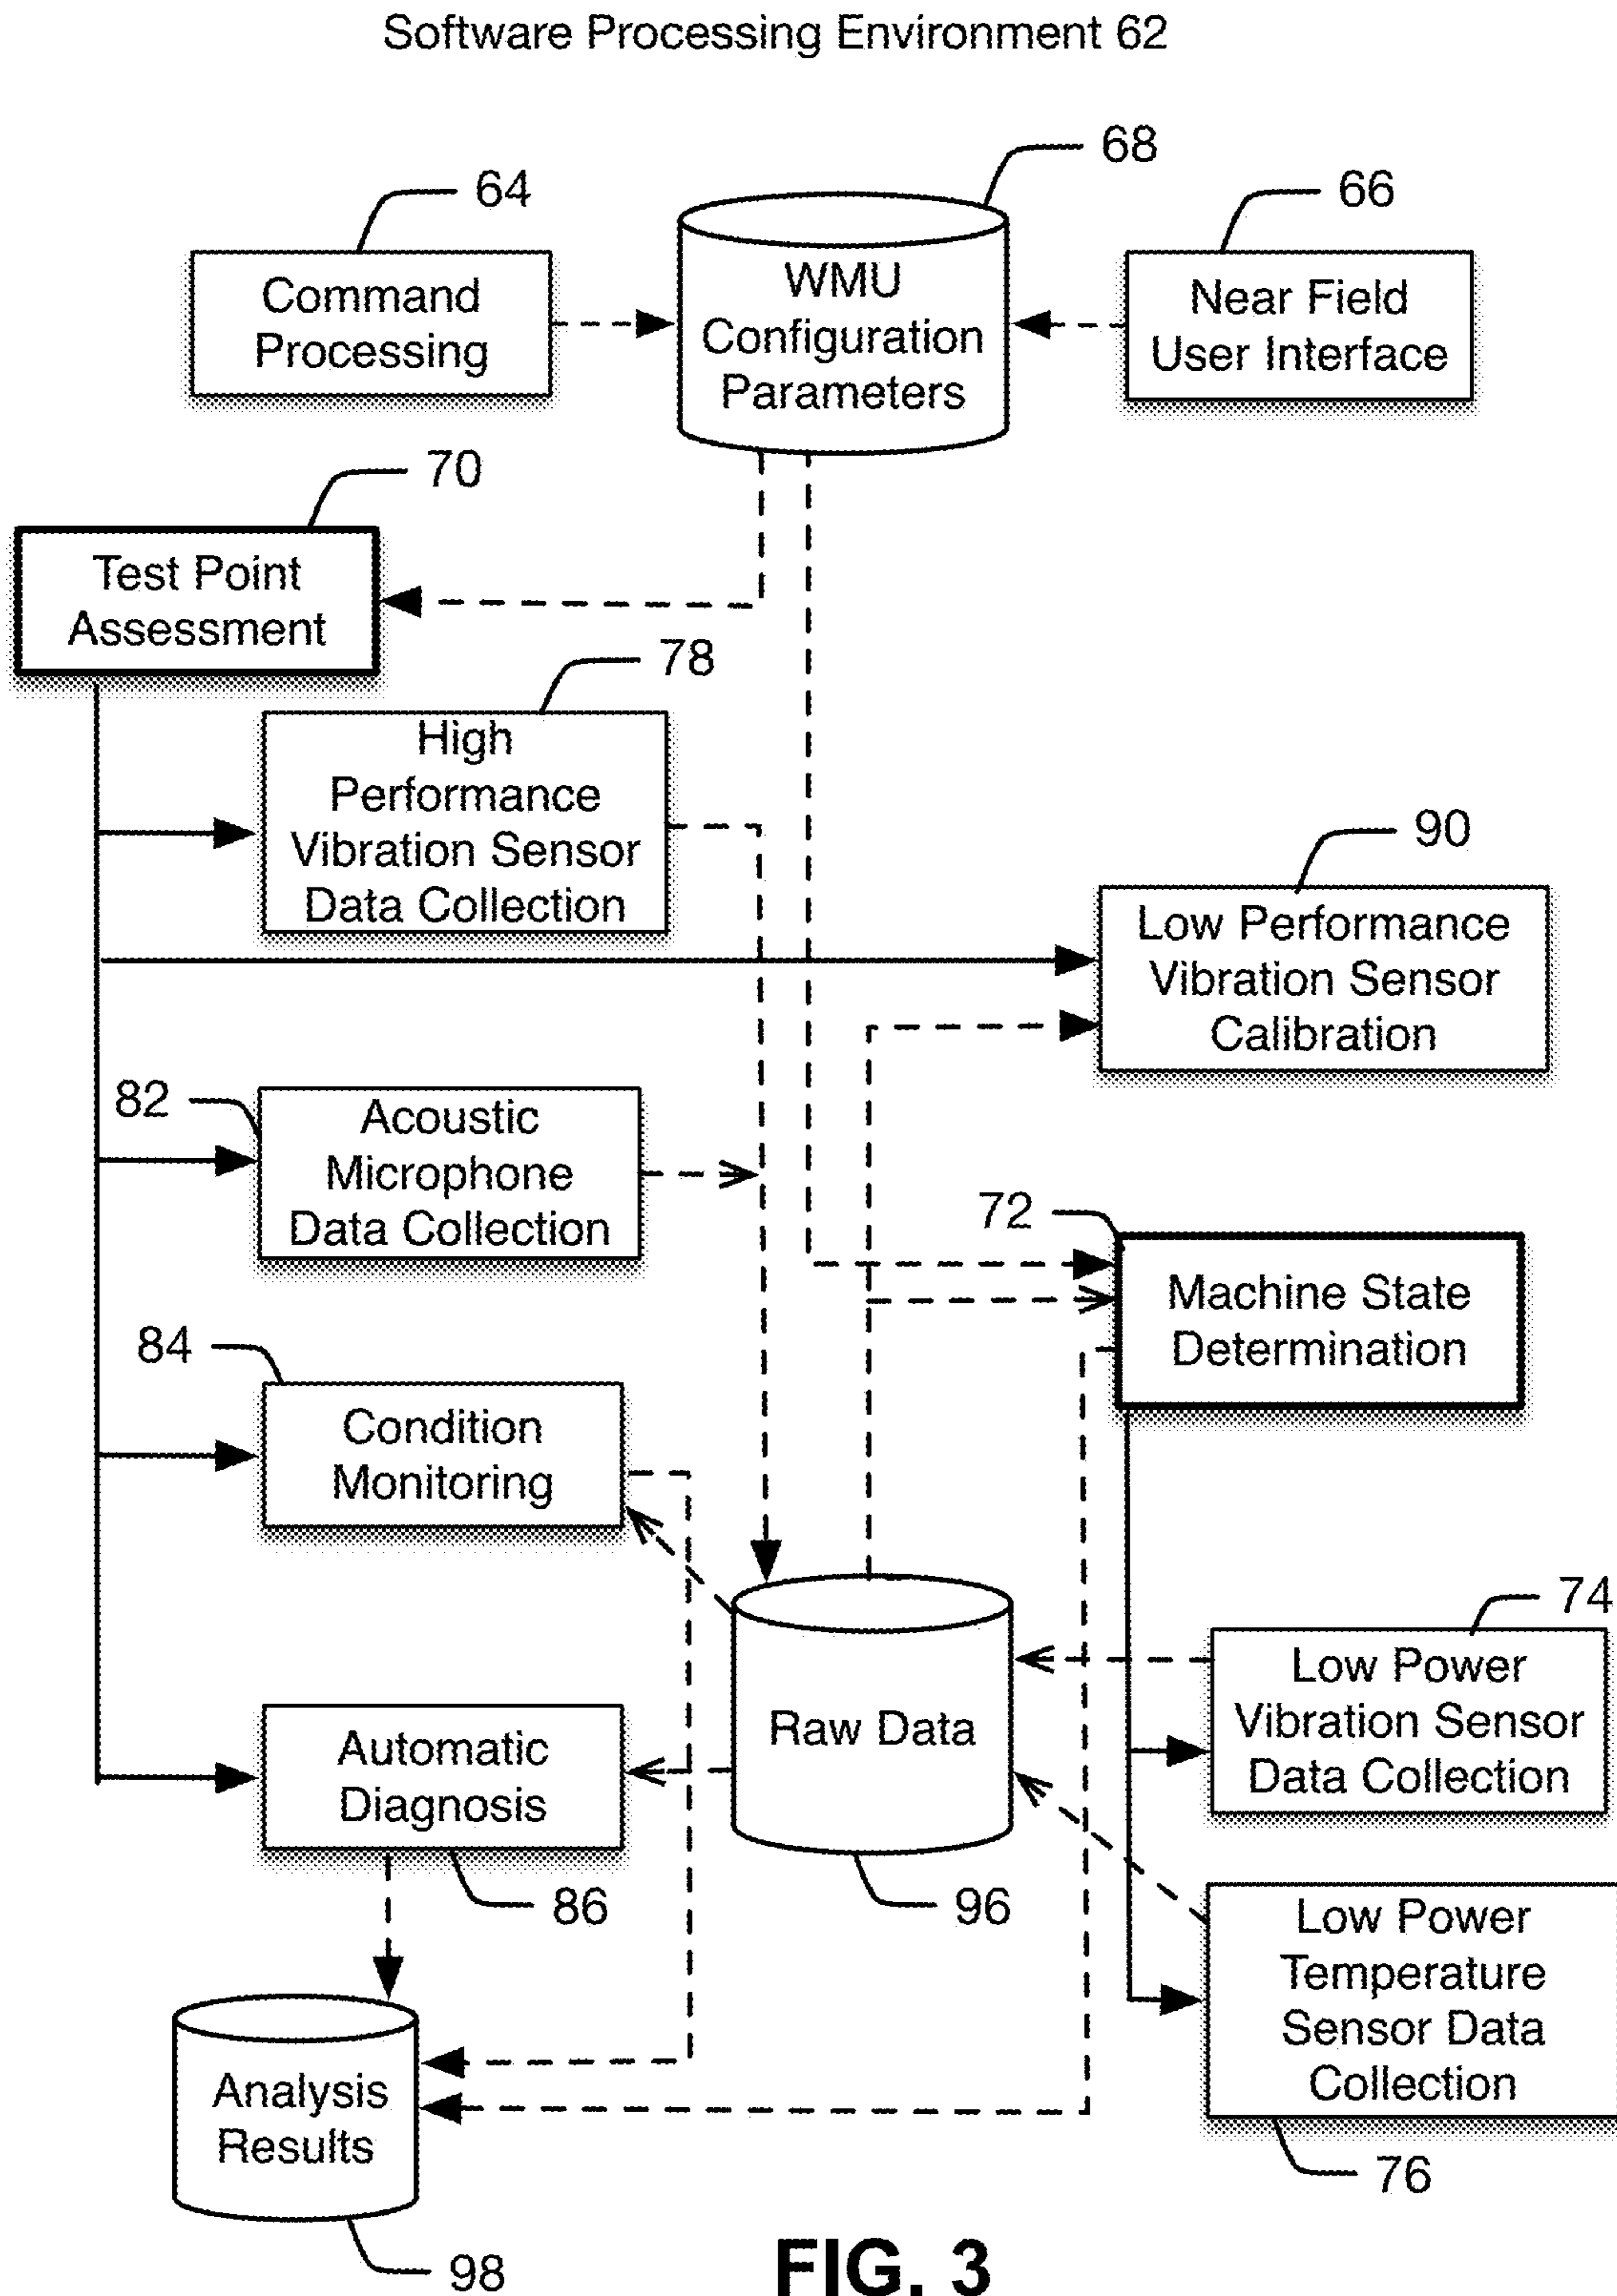 Software Processing Environment 62
68
64
66
Command
Processing
WMU
Configuration
Parameters
Near Field
User Interface
70
Test Point
Assessment
78
High
Performance
Vibration Sensor
Data Collection
90
Low Performance
Vibration Sensor
Calibration
82
Acoustic
Microphone
Data Collection
72
Machine State
Determination
84
Condition
Monitoring
74
Low Power
Vibration Sensor
Data Collection
Raw Data
Automatic
Diagnosis
86
96
Low Power
Temperature
Sensor Data
Collection
Analysis
Results
76
98
FIG. 3